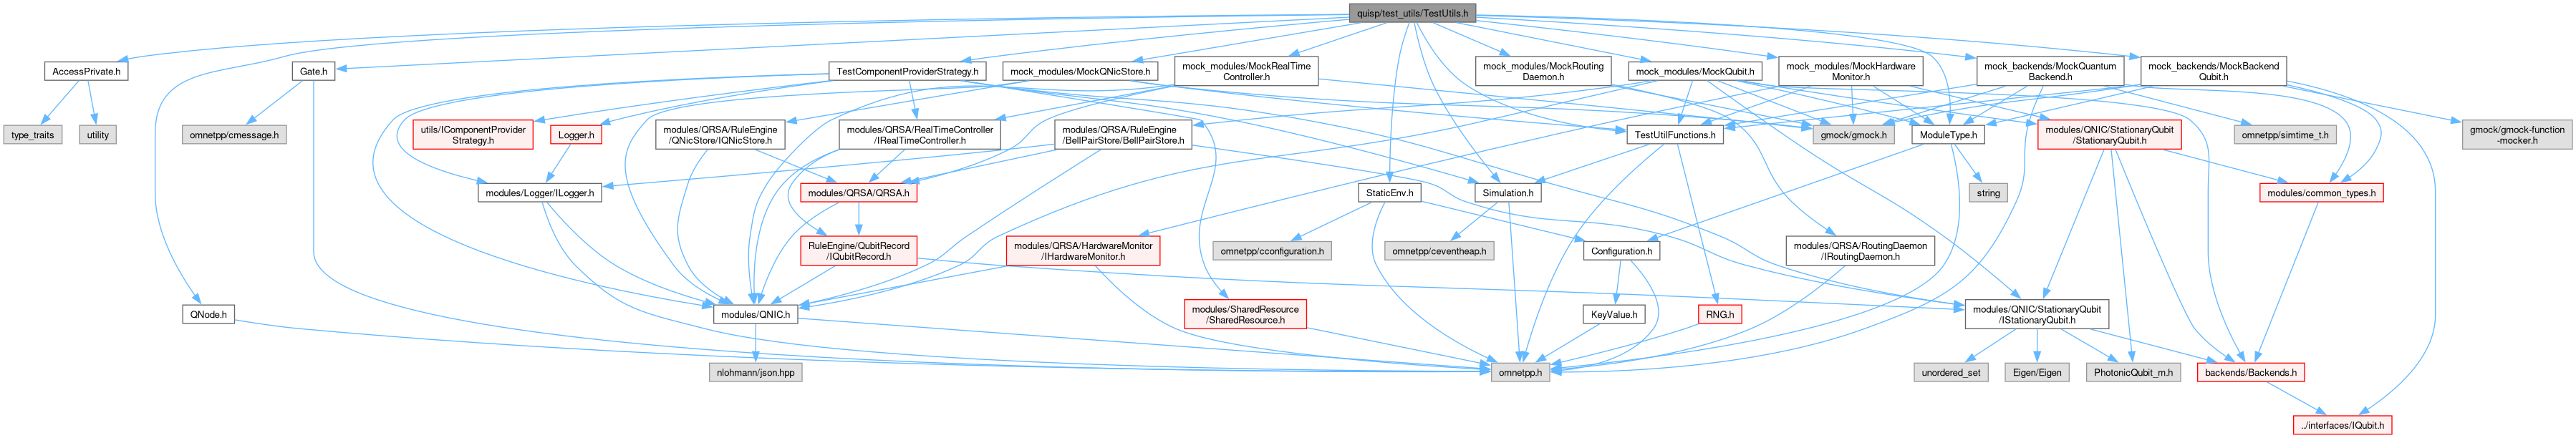 quisp/test_utils/TestUtils.h
AccessPrivate.h
Gate.h
TestComponentProviderStrategy.h
mock_modules/MockQNicStore.h
mock_modules/MockRealTime
Controller.h
mock_modules/MockRouting
Daemon.h
mock_modules/MockQubit.h
mock_modules/MockHardware
Monitor.h
mock_backends/MockQuantum
Backend.h
mock_backends/MockBackend
Qubit.h
type_traits
utility
omnetpp/cmessage.h
utils/IComponentProvider
Strategy.h
Logger.h
modules/QRSA/RuleEngine
/QNicStore/IQNicStore.h
modules/QRSA/RealTimeController
/IRealTimeController.h
modules/QRSA/RuleEngine
/BellPairStore/BellPairStore.h
TestUtilFunctions.h
gmock/gmock.h
ModuleType.h
modules/QNIC/StationaryQubit
/StationaryQubit.h
omnetpp/simtime_t.h
gmock/gmock-function
-mocker.h
modules/Logger/ILogger.h
modules/QRSA/QRSA.h
StaticEnv.h
Simulation.h
string
modules/common_types.h
RuleEngine/QubitRecord
/IQubitRecord.h
modules/QRSA/HardwareMonitor
/IHardwareMonitor.h
omnetpp/cconfiguration.h
omnetpp/ceventheap.h
Configuration.h
modules/QRSA/RoutingDaemon
/IRoutingDaemon.h
QNode.h
modules/QNIC.h
modules/SharedResource
/SharedResource.h
KeyValue.h
RNG.h
modules/QNIC/StationaryQubit
/IStationaryQubit.h
nlohmann/json.hpp
omnetpp.h
unordered_set
Eigen/Eigen
PhotonicQubit_m.h
backends/Backends.h
../interfaces/IQubit.h